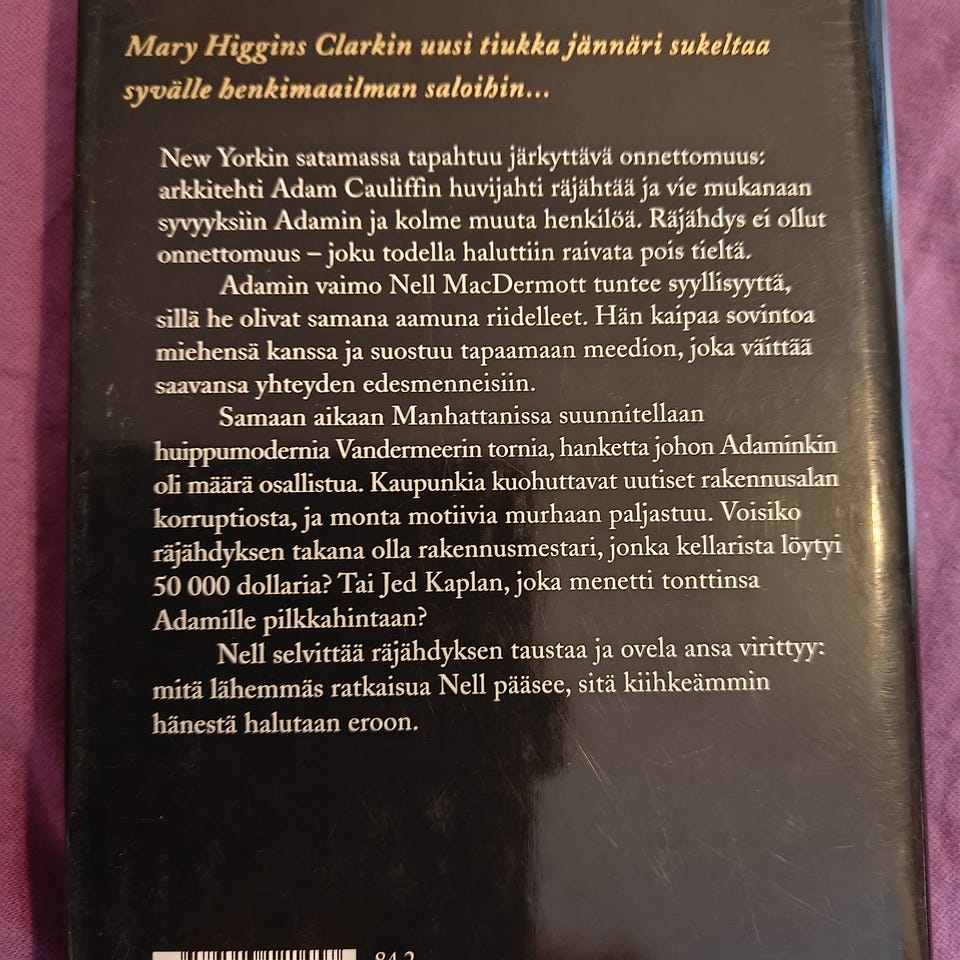 Mary Higgins Clarkin uusi tiukka jännäri sukeltaa
syvälle henkimaailman saloihin...
New Yorkin satamassa tapahtuu järkyttävä onnettomuus:
arkkitehti Adam Cauliffin huvijahti räjähtää ja vie mukanaan
syvyyksiin Adamin ja kolme muuta henkilöä. Räjähdys ei ollut
onnettomuus – joku todella haluttiin raivata pois tieltä.
Adamin vaimo Nell MacDermott tuntee syyllisyyttä,
sillä he olivat samana aamuna riidelleet. Hän kaipaa sovintoa
miehensä kanssa ja suostuu tapaamaan meedion, joka väittää
saavansa yhteyden edesmenneisiin.
Samaan aikaan Manhattanissa suunnitellaan
huippumodernia Vandermeerin tornia, hanketta johon Adaminkin
oli määrä osallistua. Kaupunkia kuohuttavat uutiset rakennusalan
korruptiosta, ja monta motiivia murhaan paljastuu. Voisiko
räjähdyksen takana olla rakennusmestari, jonka kellarista löytyi
50 000 dollaria? Tai Jed Kaplan, joka menetti tonttinsa
Adamille pilkkahintaan?
Nell selvittää räjähdyksen taustaa ja ovela ansa virittyy:
mitä lähemmäs ratkaisua Nell pääsee, sitä kiihkeämmin
hänestä halutaan eroon.
84.2